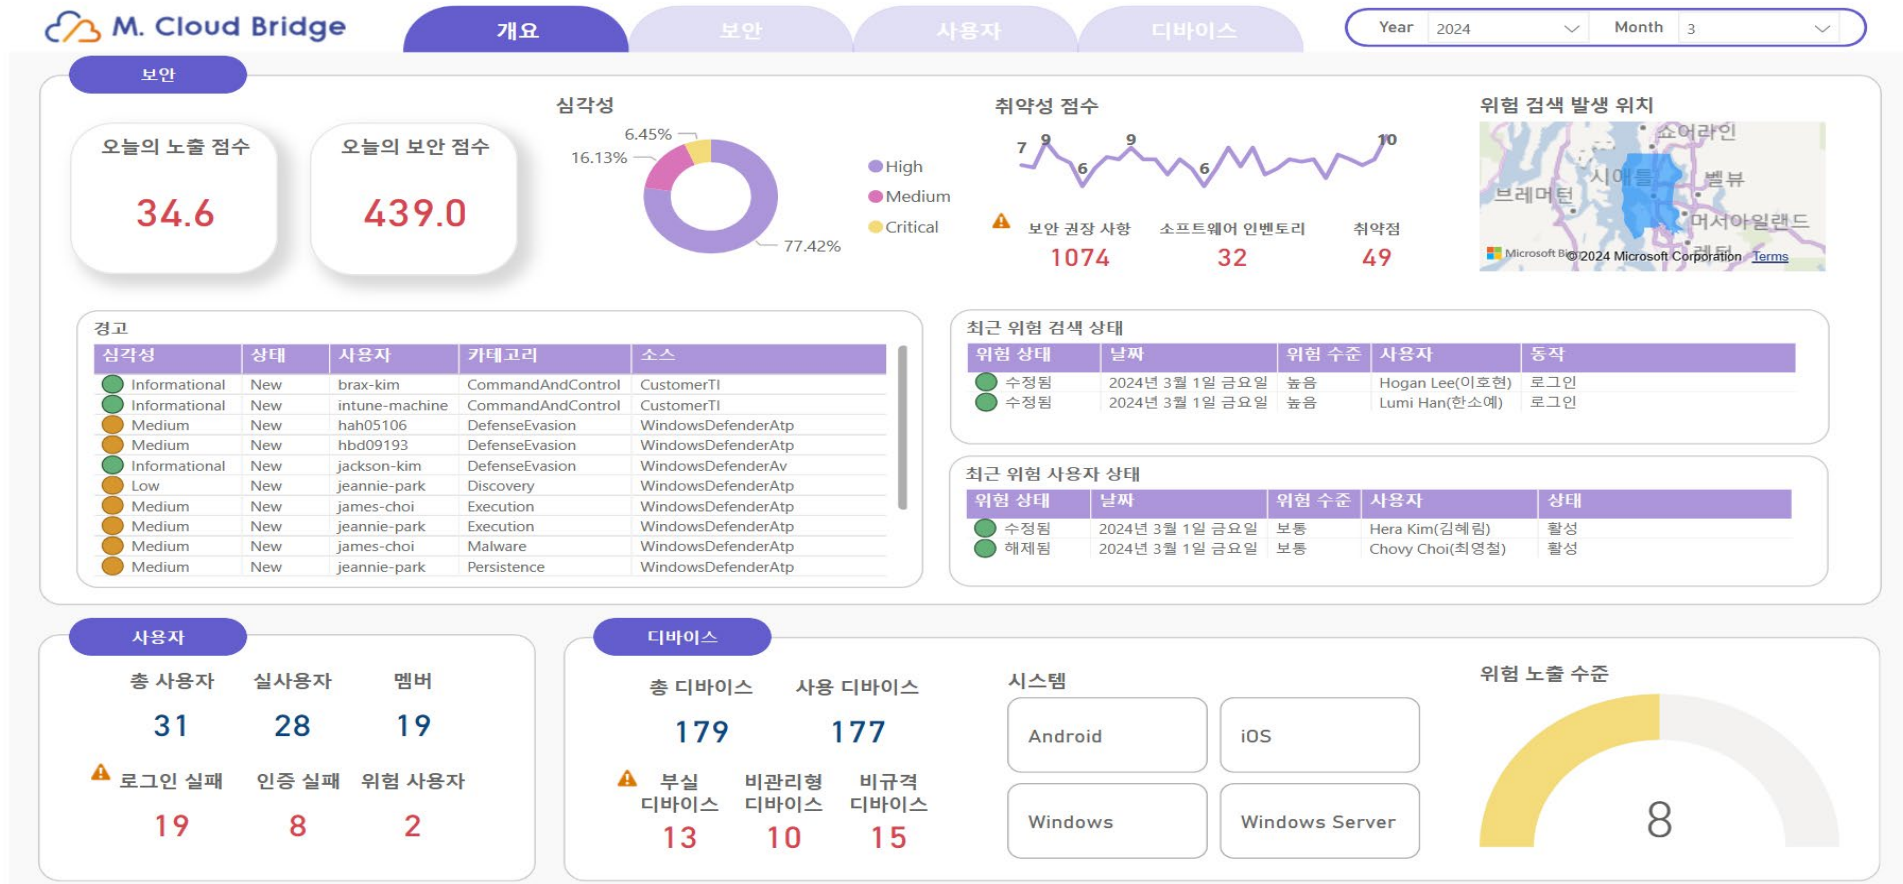 M. Cloud Bridge
개요
보안
사용자
디바이스
Year 2024 Month 3
보안
오늘의 노출 점수
34.6
오늘의 보안 점수
439.0
심각성
6.45%
16.13%
77.42%
High
Medium
Critical
취약성 점수
7 9 6 9 6 10
보안 권장 사항 소프트웨어 인벤토리 취약점
1074 32 49
위험 검색 발생 위치
쇼어라인
시애틀
벨뷰
브레머턴
머서아일랜드
렌턴
Microsoft Bing
© 2024 Microsoft Corporation Terms
경고
심각성 상태 사용자 카테고리 소스
Informational New brax-kim CommandAndControl CustomerTI
Informational New intune-machine CommandAndControl CustomerTI
Medium New hah05106 DefenseEvasion WindowsDefenderAtp
Medium New hbd09193 DefenseEvasion WindowsDefenderAtp
Informational New jackson-kim DefenseEvasion WindowsDefenderAv
Low New jeannie-park Discovery WindowsDefenderAtp
Medium New james-choi Execution WindowsDefenderAtp
Medium New jeannie-park Execution WindowsDefenderAtp
Medium New james-choi Malware WindowsDefenderAtp
Medium New jeannie-park Persistence WindowsDefenderAtp
최근 위험 검색 상태
위험 상태 날짜 위험 수준 사용자 동작
수정됨 2024년 3월 1일 금요일 높음 Hogan Lee(이호현) 로그인
수정됨 2024년 3월 1일 금요일 높음 Lumi Han(한소예) 로그인
최근 위험 사용자 상태
위험 상태 날짜 위험 수준 사용자 상태
수정됨 2024년 3월 1일 금요일 보통 Hera Kim(김혜림) 활성
해제됨 2024년 3월 1일 금요일 보통 Chovy Choi(최영철) 활성
사용자
총 사용자 실사용자 멤버
31 28 19
로그인 실패 인증 실패 위험 사용자
19 8 2
디바이스
총 디바이스 사용 디바이스
179 177
부실 디바이스 비관리형 디바이스 비규격 디바이스
13 10 15
시스템
Android iOS
Windows Windows Server
위험 노출 수준
8